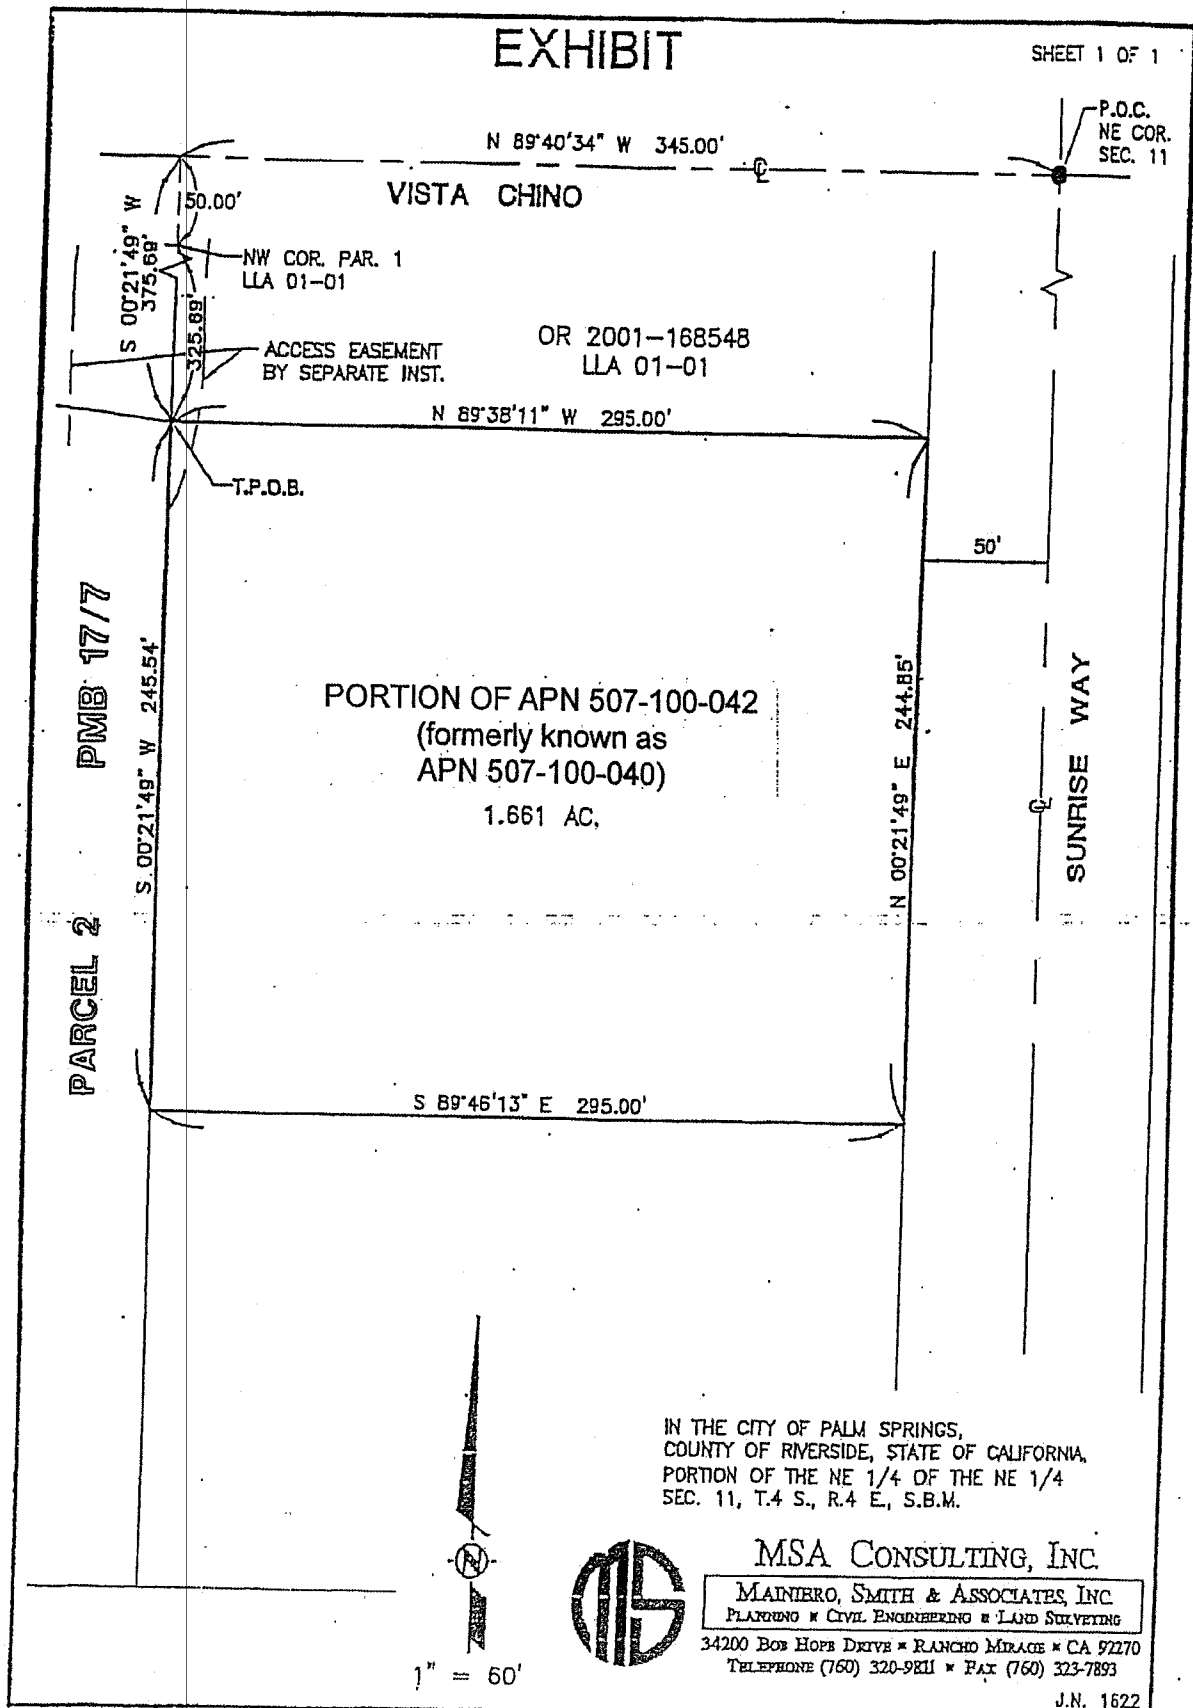 EXHIBIT
SHEET 1 OF 1
P.O.C.
NE COR.
SEC. 11
N 89°40'34" W 345.00'
℄
VISTA CHINO
50.00'
S 00°21'49" W
375.69'
NW COR. PAR. 1
LLA 01-01
325.69'
ACCESS EASEMENT
BY SEPARATE INST.
OR 2001-168548
LLA 01-01
N 89°38'11" W 295.00'
T.P.O.B.
50'
PARCEL 2 PMB 17/7
S 00°21'49" W 245.54'
PORTION OF APN 507-100-042
(formerly known as
APN 507-100-040)
1.661 AC.
N 00°21'49" E 244.85'
℄
SUNRISE WAY
S 89°46'13" E 295.00'
IN THE CITY OF PALM SPRINGS,
COUNTY OF RIVERSIDE, STATE OF CALIFORNIA,
PORTION OF THE NE 1/4 OF THE NE 1/4
SEC. 11, T.4 S., R.4 E., S.B.M.
N
1" = 60'
MSA CONSULTING, INC.
MAINIERO, SMITH & ASSOCIATES, INC.
PLANNING ■ CIVIL ENGINEERING ■ LAND SURVEYING
34200 BOB HOPE DRIVE ■ RANCHO MIRAGE ■ CA 92270
TELEPHONE (760) 320-9811 ■ FAX (760) 323-7893
J.N. 1622